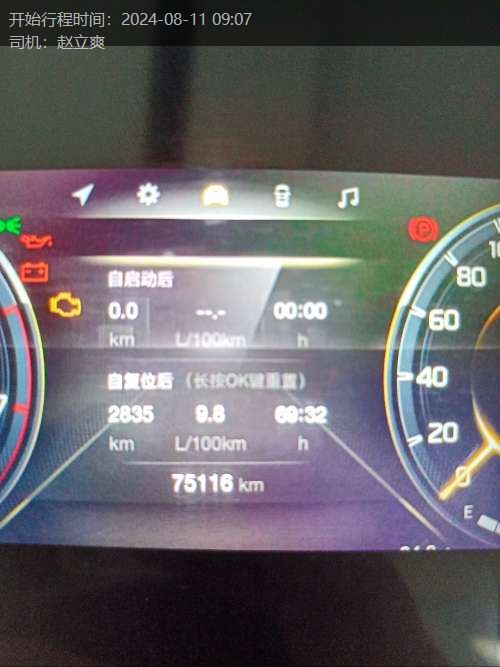 开始行程时间：2024-08-11 09:07
司机：赵立爽
自启动后
0.0 --.- 00:00
km L/100km h
自复位后 （长按OK键重置）
2835 9.8 69:32
km L/100km h
75116 km
P
80
60
40
20
0
E